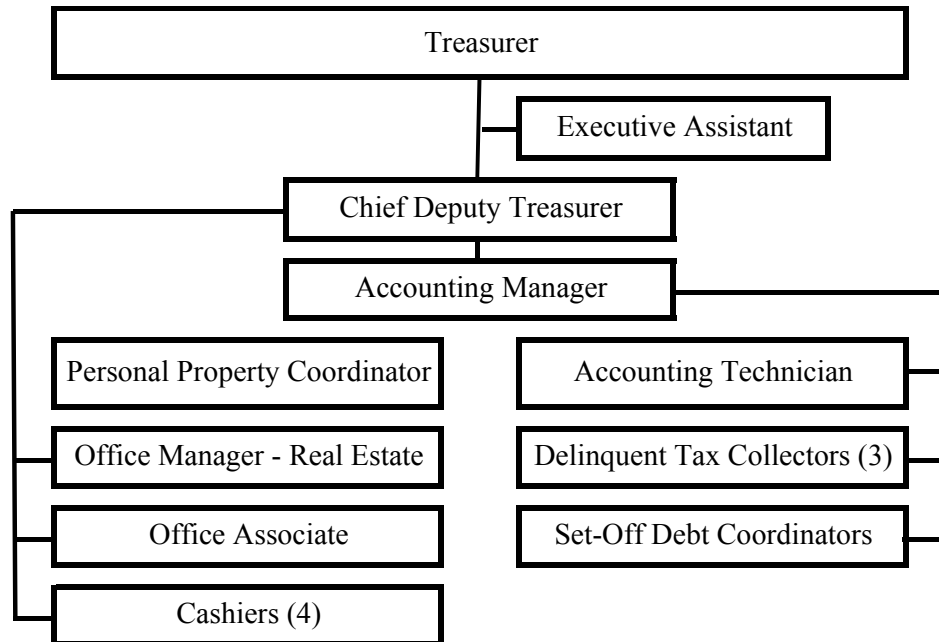 Treasurer
Executive Assistant
Chief Deputy Treasurer
Accounting Manager
Personal Property Coordinator
Accounting Technician
Office Manager - Real Estate
Delinquent Tax Collectors (3)
Office Associate
Set-Off Debt Coordinators
Cashiers (4)